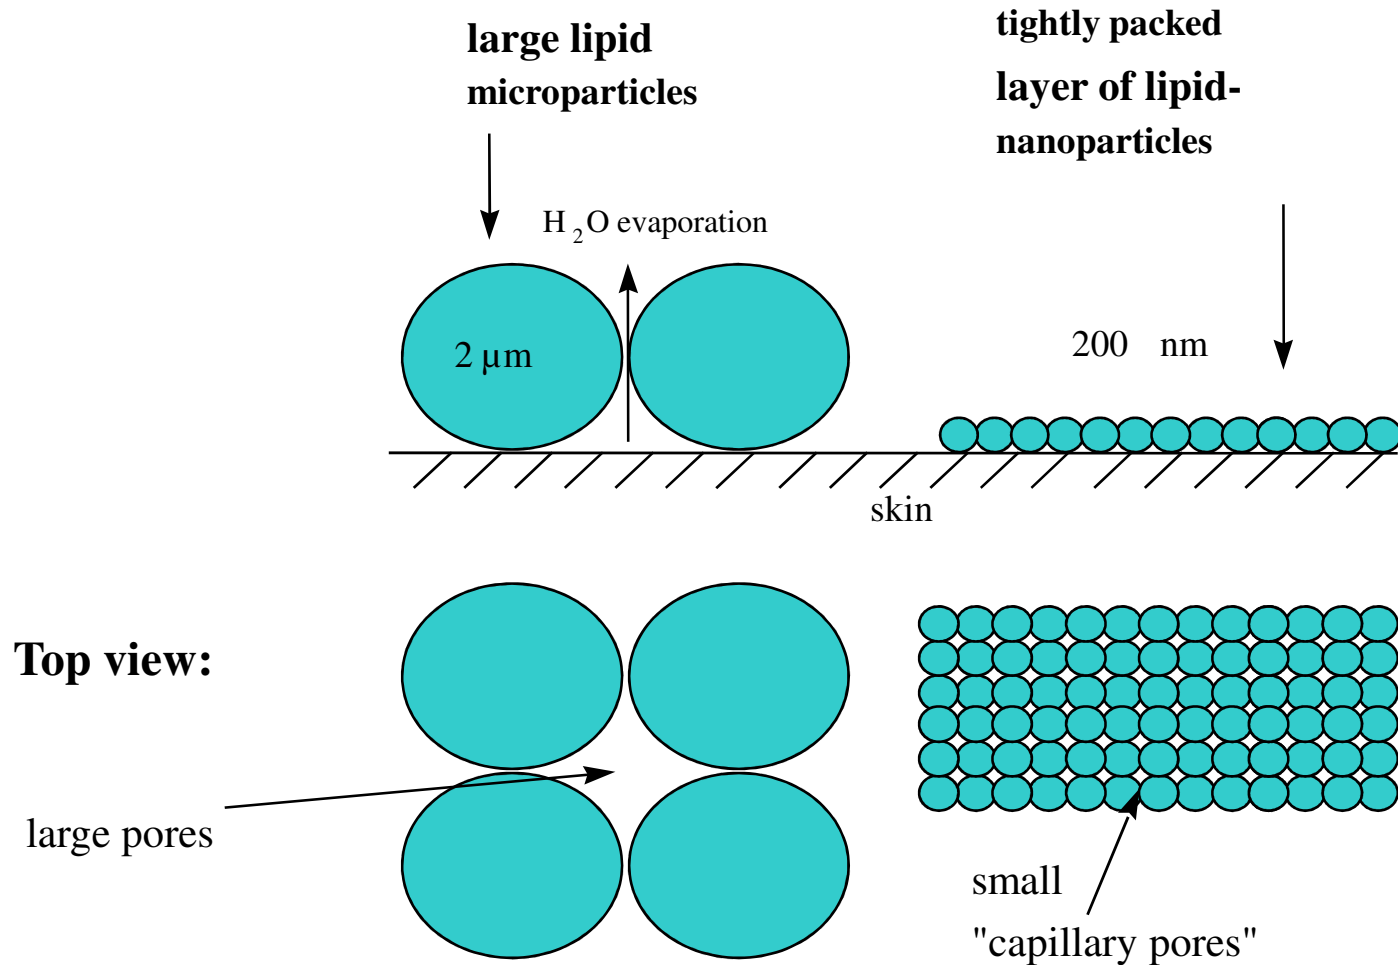 large lipid
microparticles
tightly packed
layer of lipid-
nanoparticles
H2O evaporation
2 µm
200 nm
skin
Top view:
large pores
small
"capillary pores"